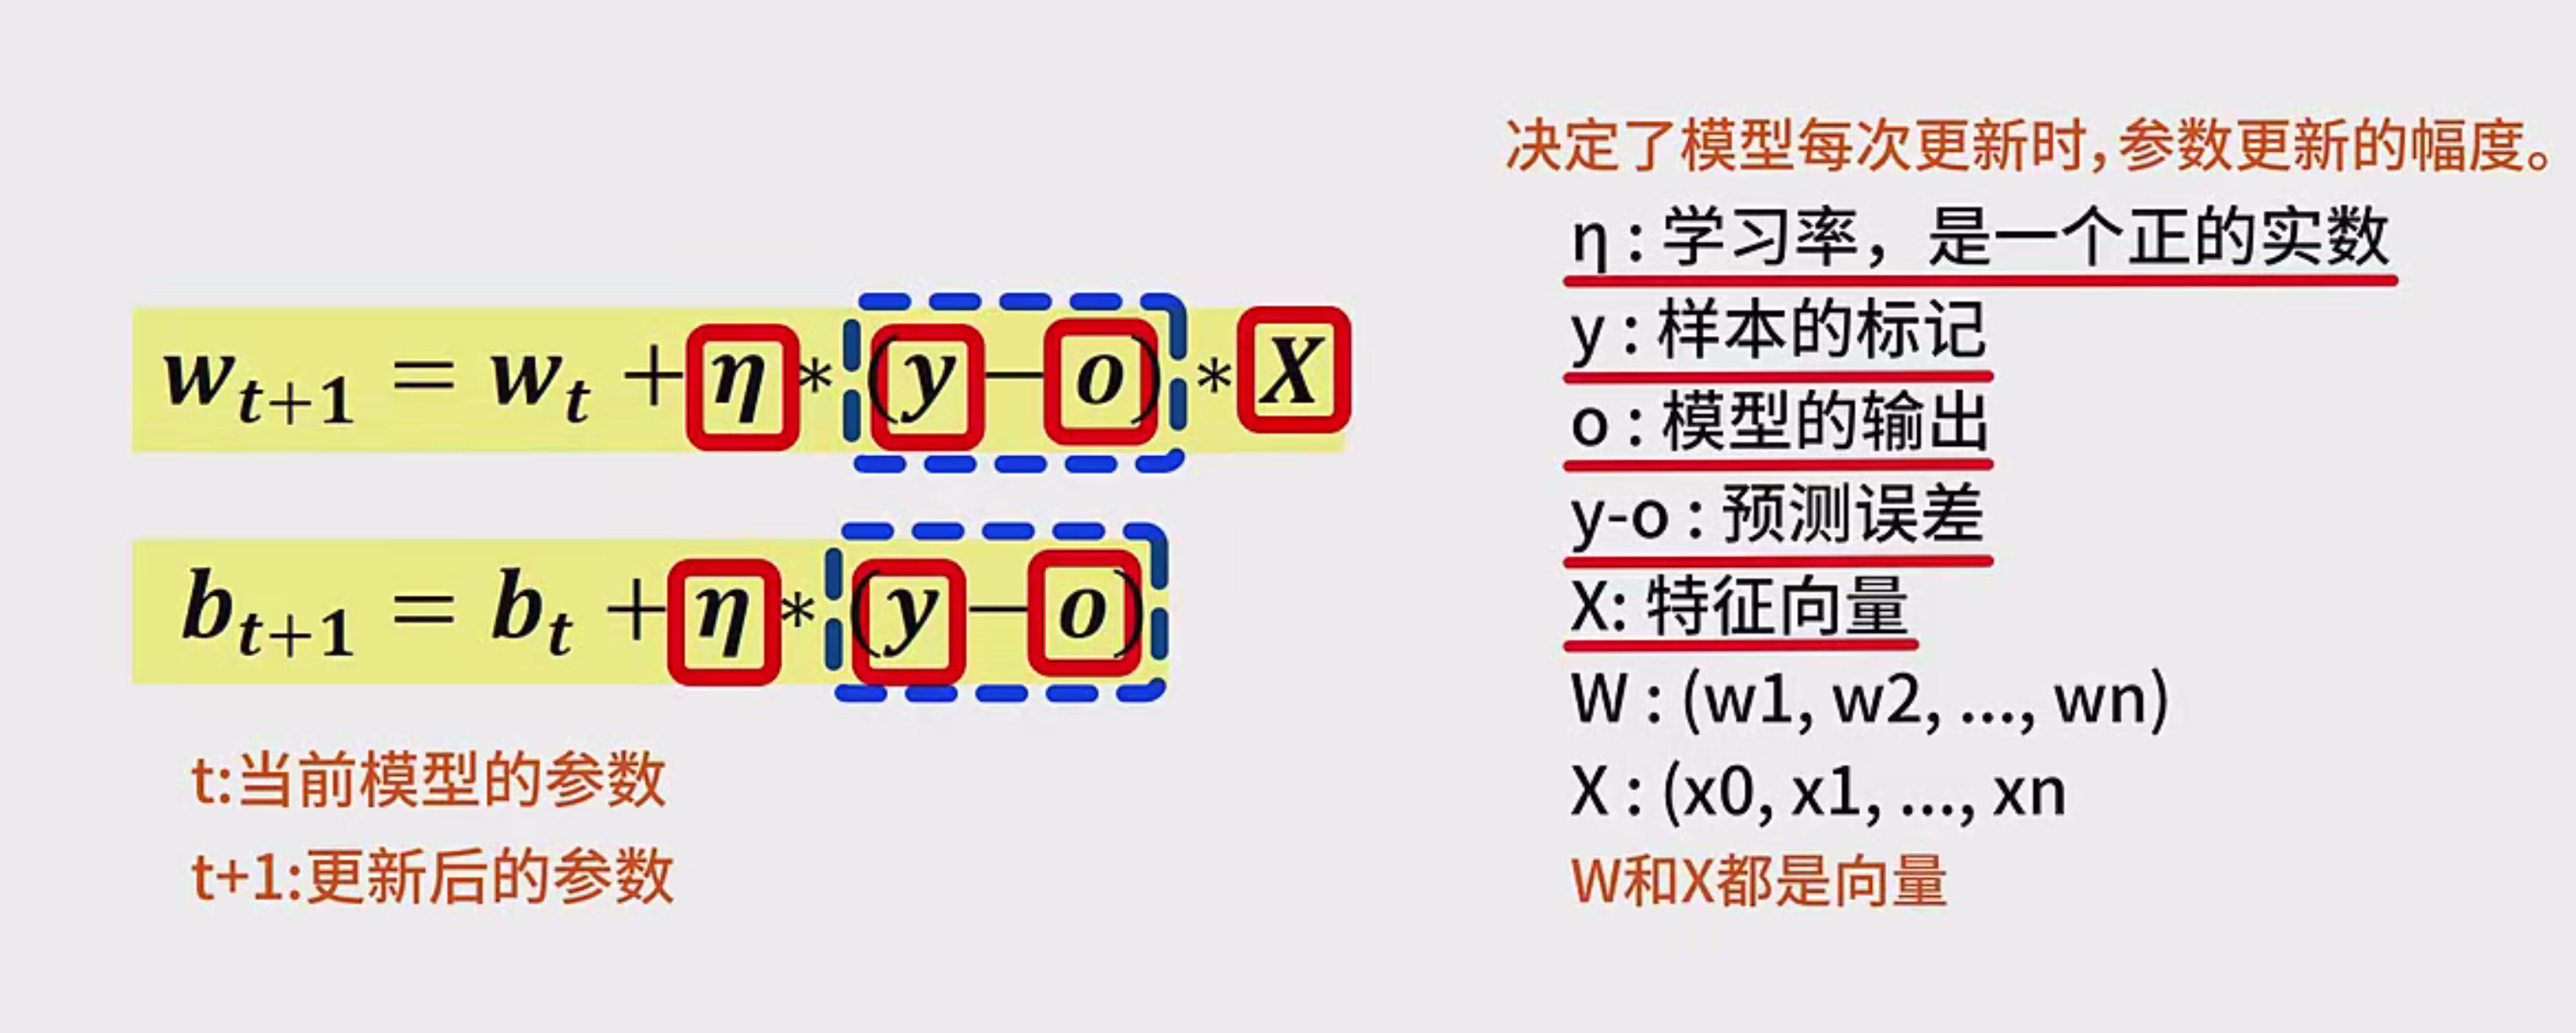 w_{t+1} = w_t + η * (y − o) * X
b_{t+1} = b_t + η * (y − o)
t:当前模型的参数
t+1:更新后的参数
决定了模型每次更新时,参数更新的幅度。
η : 学习率，是一个正的实数
y : 样本的标记
o : 模型的输出
y-o : 预测误差
X: 特征向量
W : (w1, w2, ..., wn)
X : (x0, x1, ..., xn
W和X都是向量